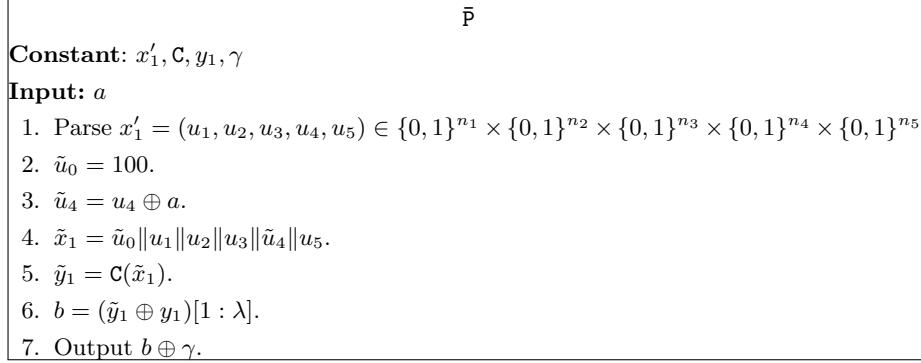 P̄
Constant: x′₁, C, y₁, γ
Input: a
1. Parse x′₁ = (u₁, u₂, u₃, u₄, u₅) ∈ {0, 1}^{n₁} × {0, 1}^{n₂} × {0, 1}^{n₃} × {0, 1}^{n₄} × {0, 1}^{n₅}
2. ũ₀ = 100.
3. ũ₄ = u₄ ⊕ a.
4. x̃₁ = ũ₀‖u₁‖u₂‖u₃‖ũ₄‖u₅.
5. ỹ₁ = C(x̃₁).
6. b = (ỹ₁ ⊕ y₁)[1 : λ].
7. Output b ⊕ γ.